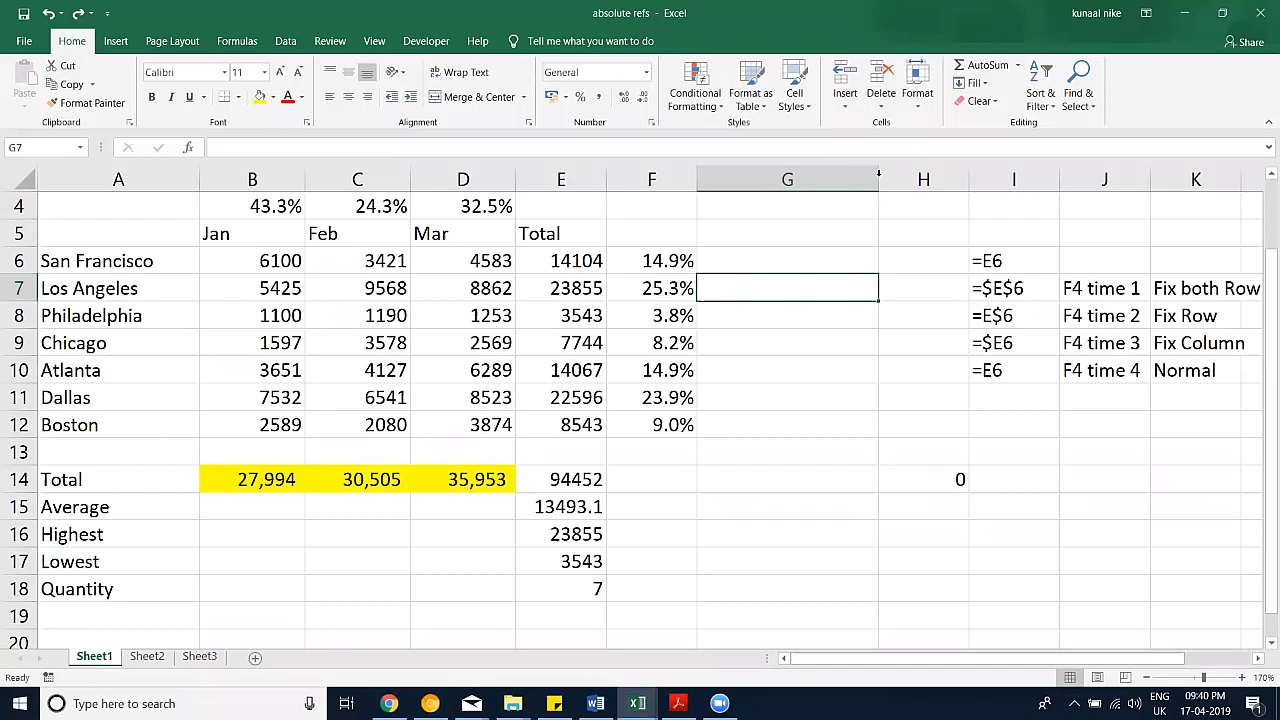 absolute refs - Excel
kunaal nike
File Home Insert Page Layout Formulas Data Review View Developer Help Tell me what you want to do Share
Paste Cut Copy Format Painter
Calibri 11 Wrap Text Merge & Center General
B I U A A A % ,
Conditional Formatting Format as Table Cell Styles Insert Delete Format
AutoSum Fill Clear Sort & Filter Find & Select
Clipboard Font Alignment Number Styles Cells Editing
G7 fx
A B C D E F G H I J K
4 43.3% 24.3% 32.5%
5 Jan Feb Mar Total
6 San Francisco 6100 3421 4583 14104 14.9% =E6
7 Los Angeles 5425 9568 8862 23855 25.3% =$E$6 F4 time 1 Fix both Row
8 Philadelphia 1100 1190 1253 3543 3.8% =E$6 F4 time 2 Fix Row
9 Chicago 1597 3578 2569 7744 8.2% =$E6 F4 time 3 Fix Column
10 Atlanta 3651 4127 6289 14067 14.9% =E6 F4 time 4 Normal
11 Dallas 7532 6541 8523 22596 23.9%
12 Boston 2589 2080 3874 8543 9.0%
13
14 Total 27,994 30,505 35,953 94452 0
15 Average 13493.1
16 Highest 23855
17 Lowest 3543
18 Quantity 7
19
20
Sheet1 Sheet2 Sheet3
Ready 170%
Type here to search
ENG 09:40 PM
UK 17-04-2019